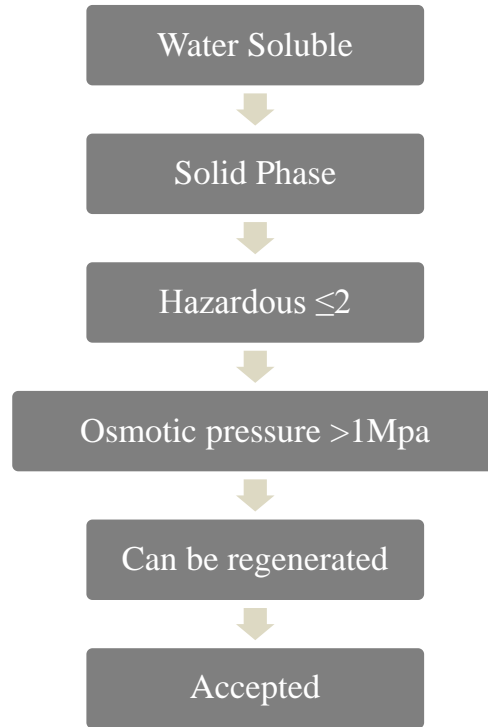 Water Soluble
Solid Phase
Hazardous ≤2
Osmotic pressure >1Mpa
Can be regenerated
Accepted